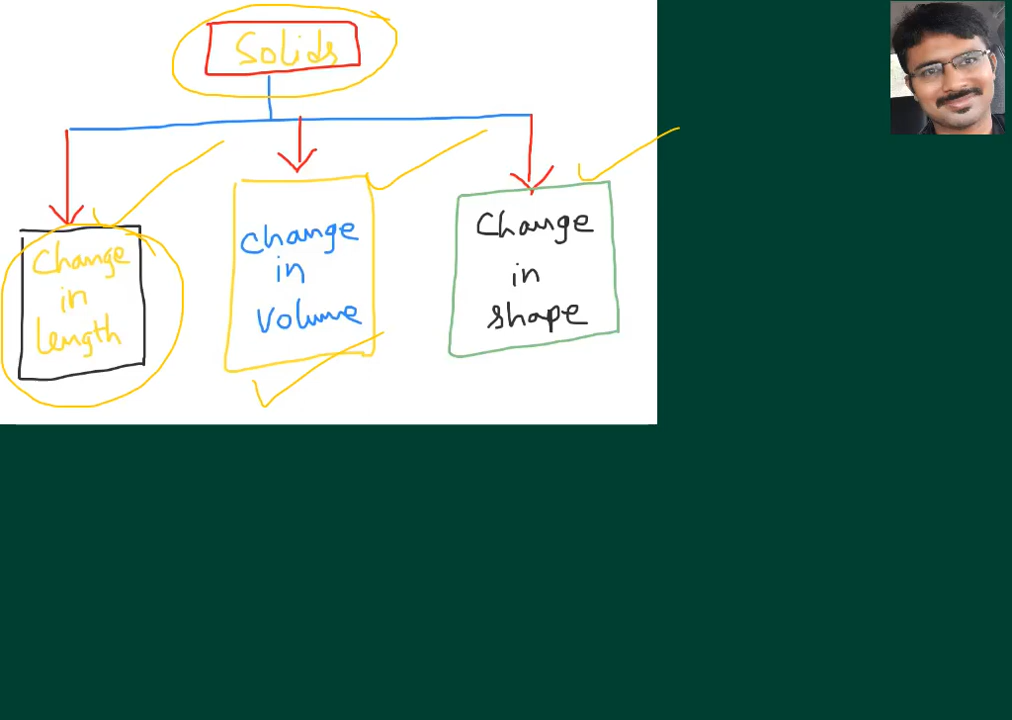 Solids
Change
in
length
Change
in
volume
Change
in
shape